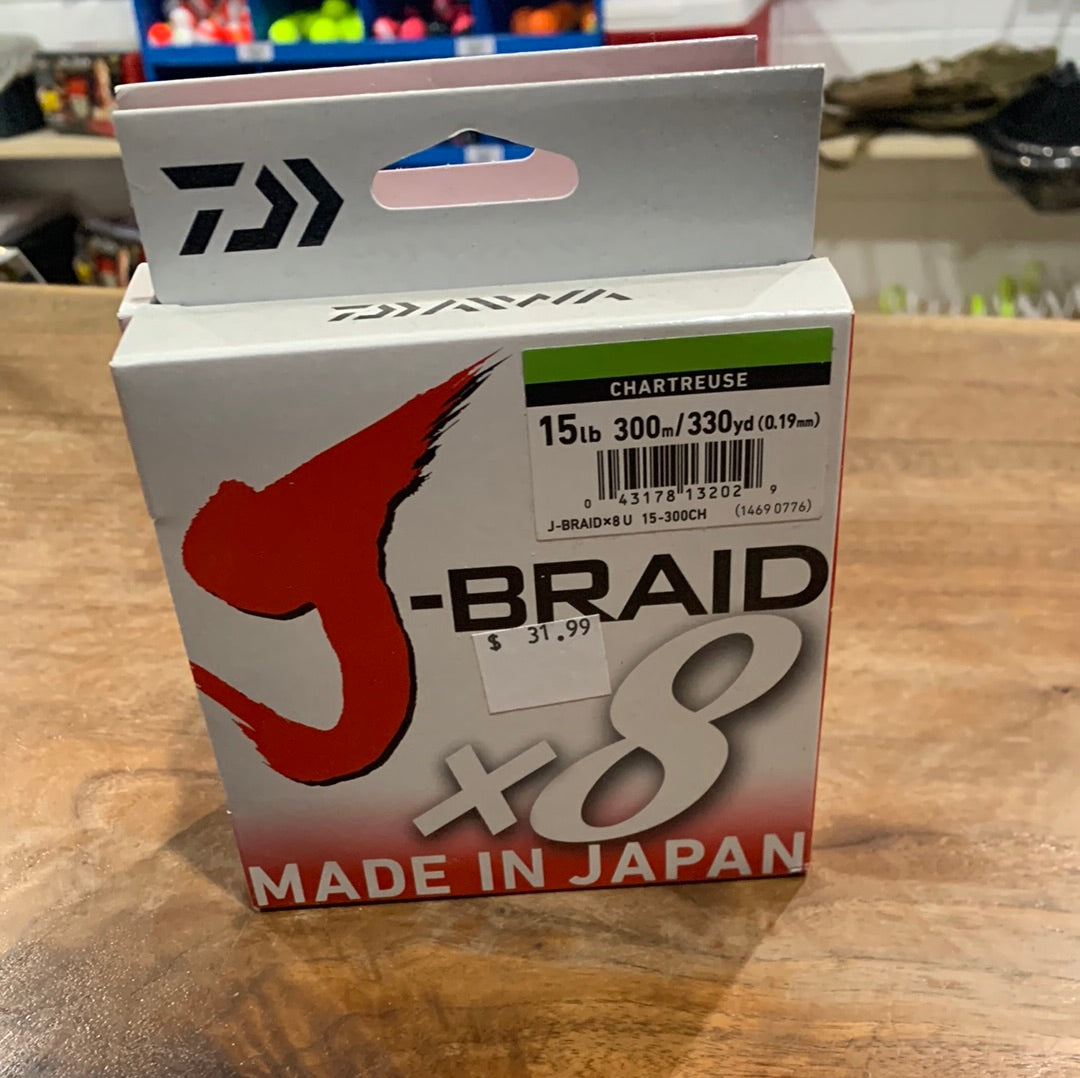 DAIWA
CHARTREUSE
15lb 300m/330yd (0.19mm)
0 43178 13202 9
J-BRAID×8 U 15-300CH (1469 0776)
J-BRAID
$ 31.99
×8
MADE IN JAPAN